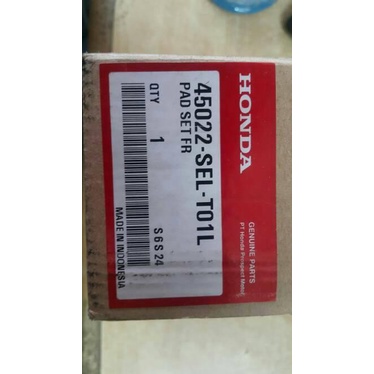 HONDA
GENUINE PARTS
PT Honda Prospect Motor
45022-SEL-T01L
PAD SET FR
QTY 1 S 6 S 24
MADE IN INDONESIA